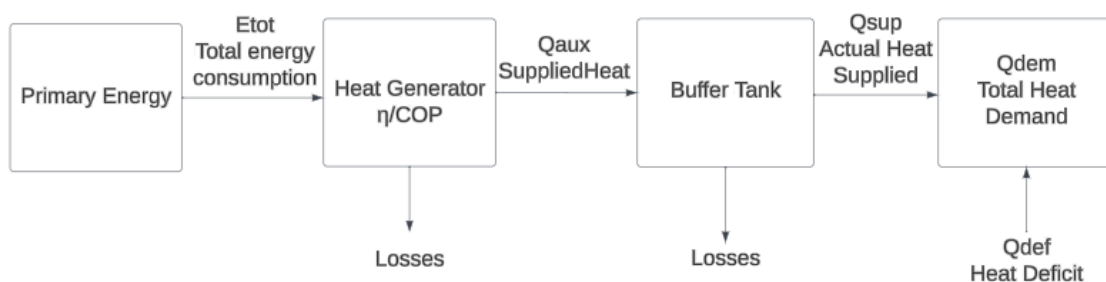 Primary Energy
Etot
Total energy
consumption
Heat Generator
η/COP
Losses
Qaux
SuppliedHeat
Buffer Tank
Losses
Qsup
Actual Heat
Supplied
Qdem
Total Heat
Demand
Qdef
Heat Deficit